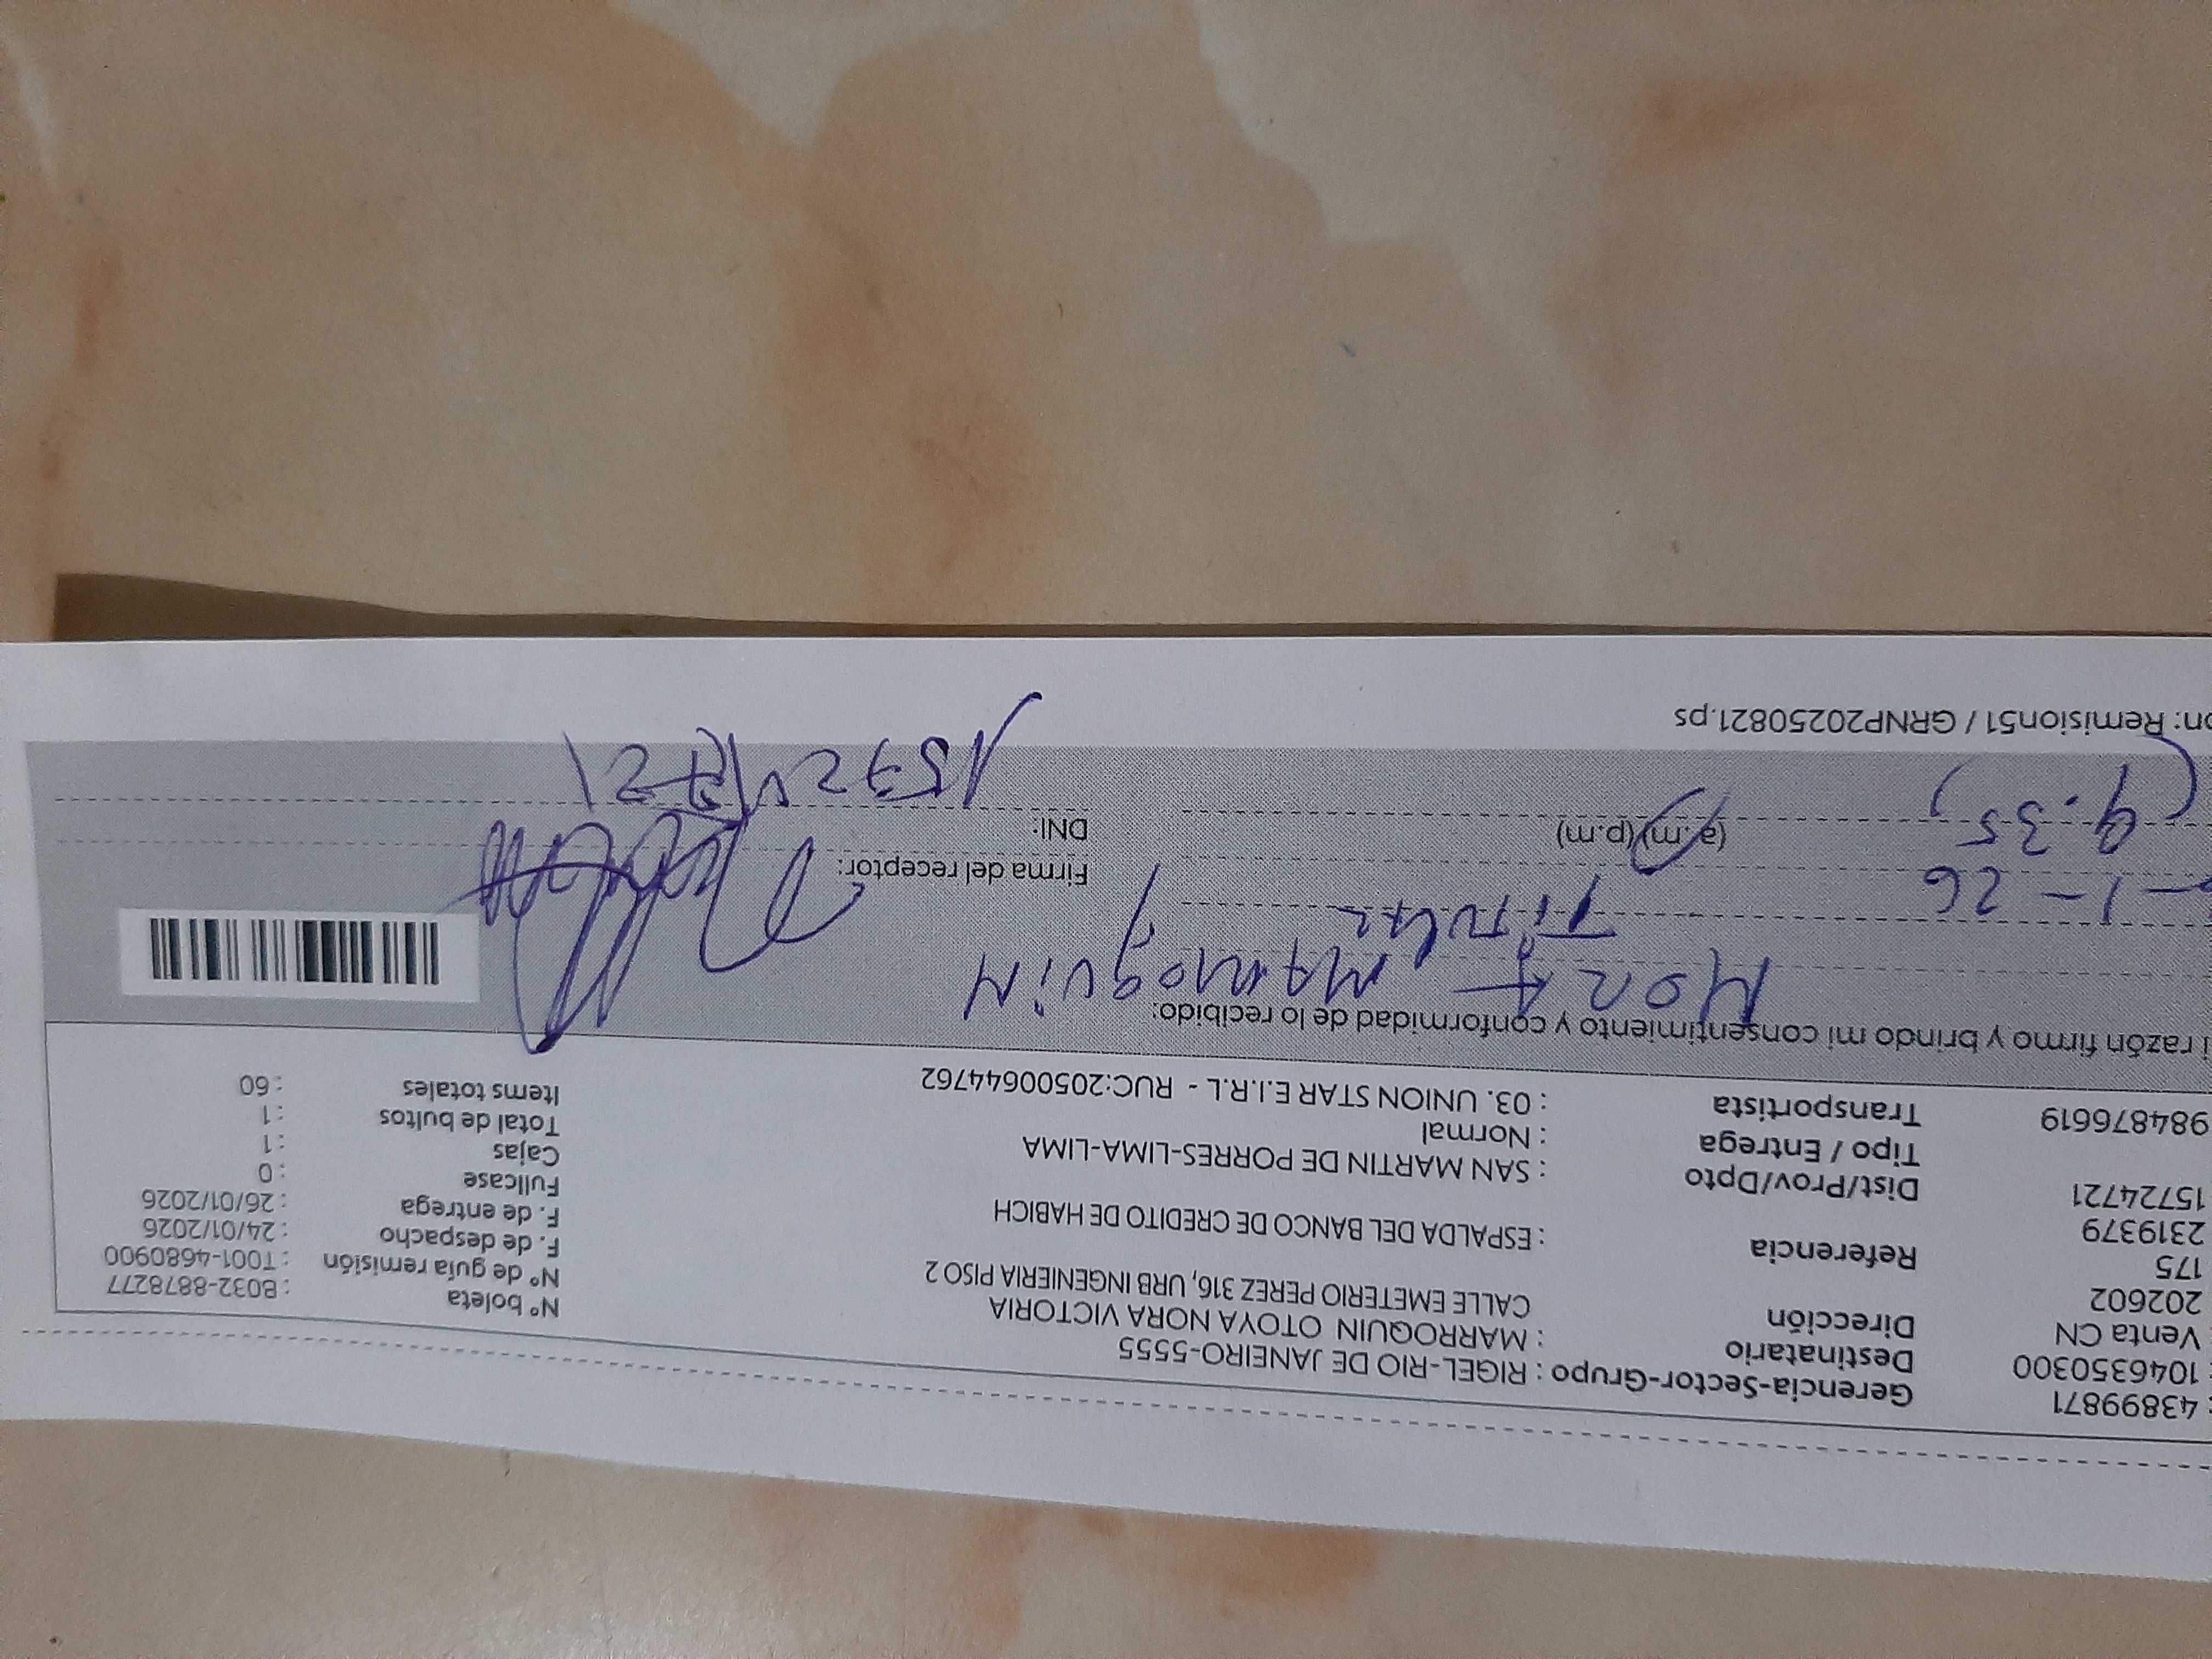 : 43899871
: 1046350300
Venta CN
202602
175
2319379
15724721
984876619
Gerencia-Sector-Grupo : RIGEL-RIO DE JANEIRO-5555
Destinatario : MARROQUIN OTOYA NORA VICTORIA
Dirección CALLE EMETERIO PEREZ 316, URB INGENIERIA PISO 2
Referencia : ESPALDA DEL BANCO DE CREDITO DE HABICH
Dist/Prov/Dpto : SAN MARTIN DE PORRES-LIMA-LIMA
Tipo / Entrega : Normal
Transportista : 03. UNION STAR E.I.R.L - RUC:20500644762
N° boleta : B032-8878277
N° de guía remisión : T001-4680900
F. de despacho : 24/01/2026
F. de entrega : 26/01/2026
Fullcase : 0
Cajas : 1
Total de bultos : 1
Items totales : 60
razón firmo y brindo mi consentimiento y conformidad de lo recibido:
NORA MARROQUIN
Titular
-1-26
9.35
(a.m) (p.m)
Firma del receptor:
DNI:
15724721
on: Remision51 / GRNP20250821.ps